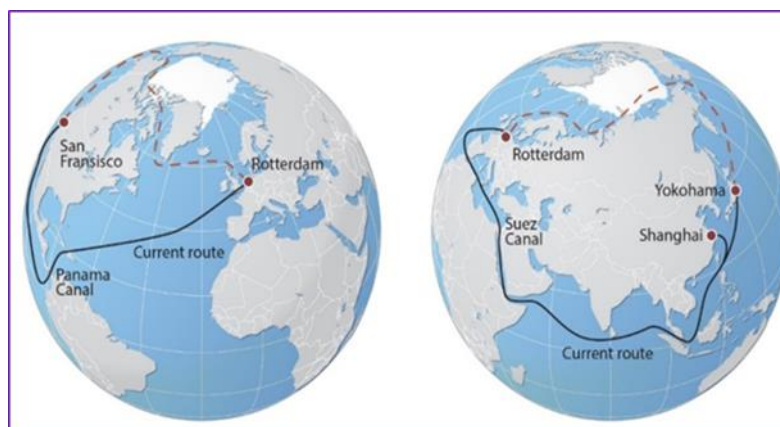 San
Fransisco
Rotterdam
Current route
Panama
Canal
Rotterdam
Yokohama
Suez
Canal
Shanghai
Current route